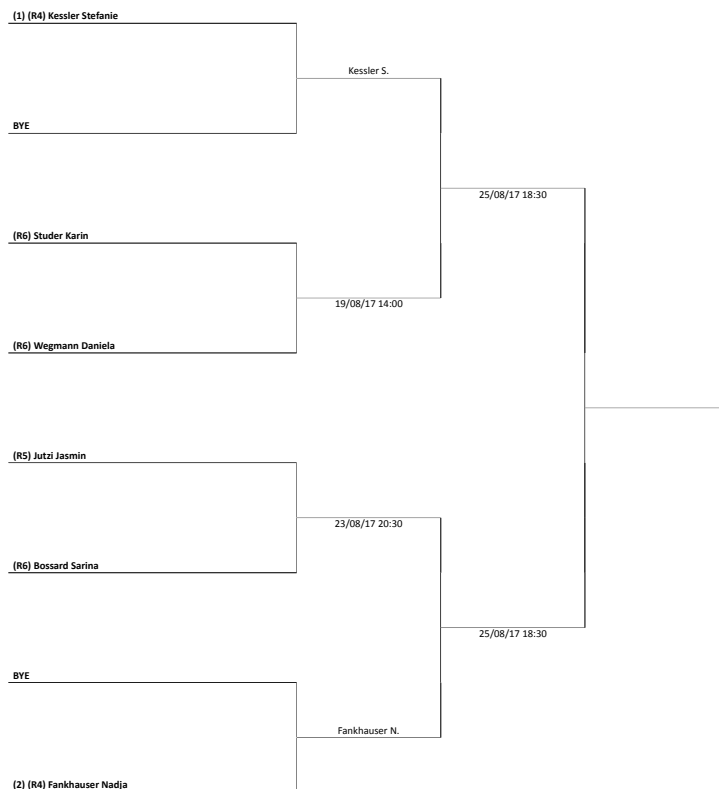 (1) (R4) Kessler Stefanie
Kessler S.
BYE
25/08/17 18:30
(R6) Studer Karin
19/08/17 14:00
(R6) Wegmann Daniela
(R5) Jutzi Jasmin
23/08/17 20:30
(R6) Bossard Sarina
25/08/17 18:30
BYE
Fankhauser N.
(2) (R4) Fankhauser Nadja